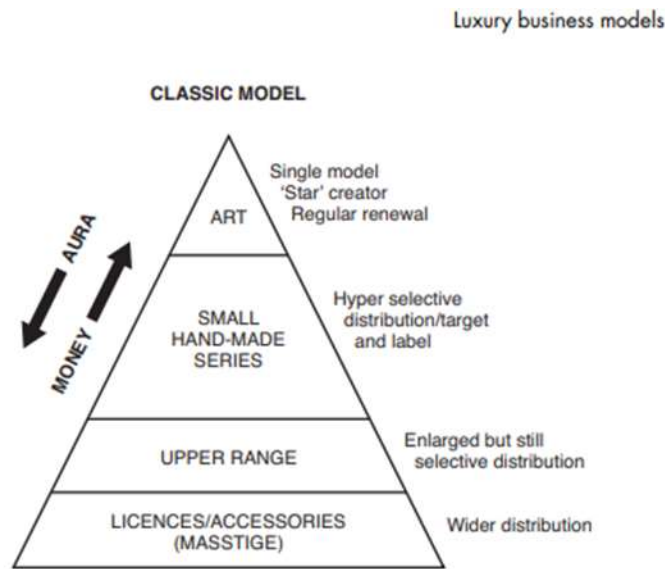 Luxury business models
CLASSIC MODEL
Single model
‘Star’ creator
Regular renewal
ART
AURA
MONEY
Hyper selective
distribution/target
and label
SMALL
HAND-MADE
SERIES
Enlarged but still
selective distribution
UPPER RANGE
LICENCES/ACCESSORIES
(MASSTIGE)
Wider distribution